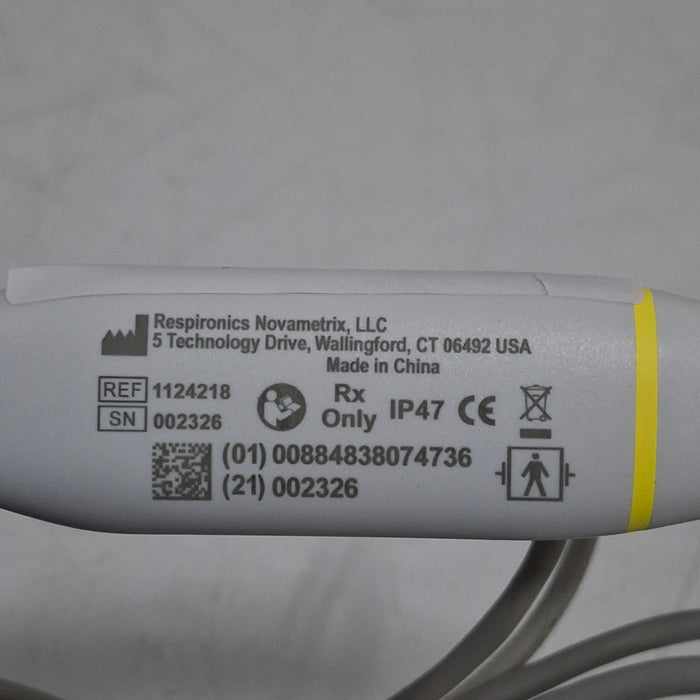 Respironics Novametrix, LLC
5 Technology Drive, Wallingford, CT 06492 USA
Made in China
REF 1124218
SN 002326
Rx
Only
IP47 CE
(01) 00884838074736
(21) 002326